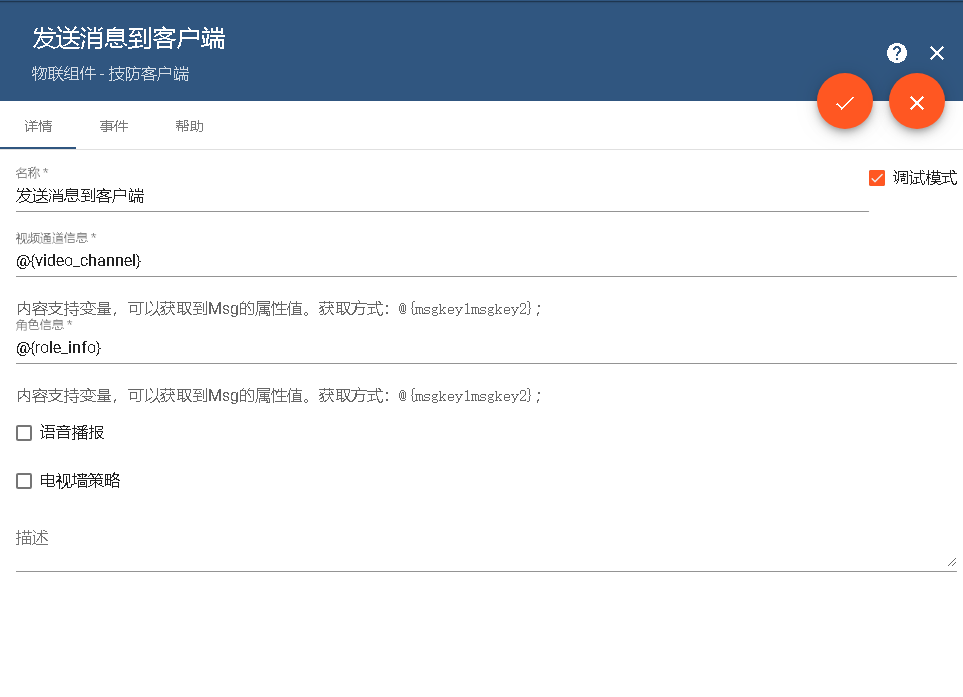 发送消息到客户端
物联组件 - 技防客户端
详情
事件
帮助
名称 *
发送消息到客户端
调试模式
视频通道信息 *
@{video_channel}
内容支持变量，可以获取到Msg的属性值。获取方式：@{msgkey1msgkey2}；
角色信息 *
@{role_info}
内容支持变量，可以获取到Msg的属性值。获取方式：@{msgkey1msgkey2}；
语音播报
电视墙策略
描述